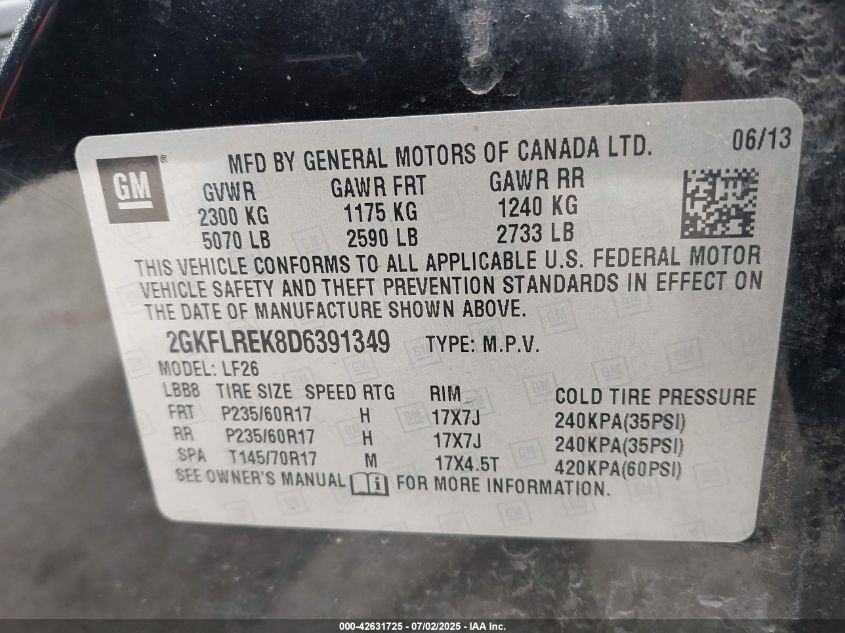 06/13
MFD BY GENERAL MOTORS OF CANADA LTD.
GM ®
GVWR GAWR FRT GAWR RR
2300 KG 1175 KG 1240 KG
5070 LB 2590 LB 2733 LB
THIS VEHICLE CONFORMS TO ALL APPLICABLE U.S. FEDERAL MOTOR
VEHICLE SAFETY AND THEFT PREVENTION STANDARDS IN EFFECT ON
THE DATE OF MANUFACTURE SHOWN ABOVE.
2GKFLREK8D6391349 TYPE: M.P.V.
MODEL: LF26
LBB8 TIRE SIZE SPEED RTG RIM COLD TIRE PRESSURE
FRT P235/60R17 H 17X7J 240KPA(35PSI)
RR P235/60R17 H 17X7J 240KPA(35PSI)
SPA T145/70R17 M 17X4.5T 420KPA(60PSI)
SEE OWNER'S MANUAL i FOR MORE INFORMATION.
000-42631725 - 07/02/2025 - IAA Inc.